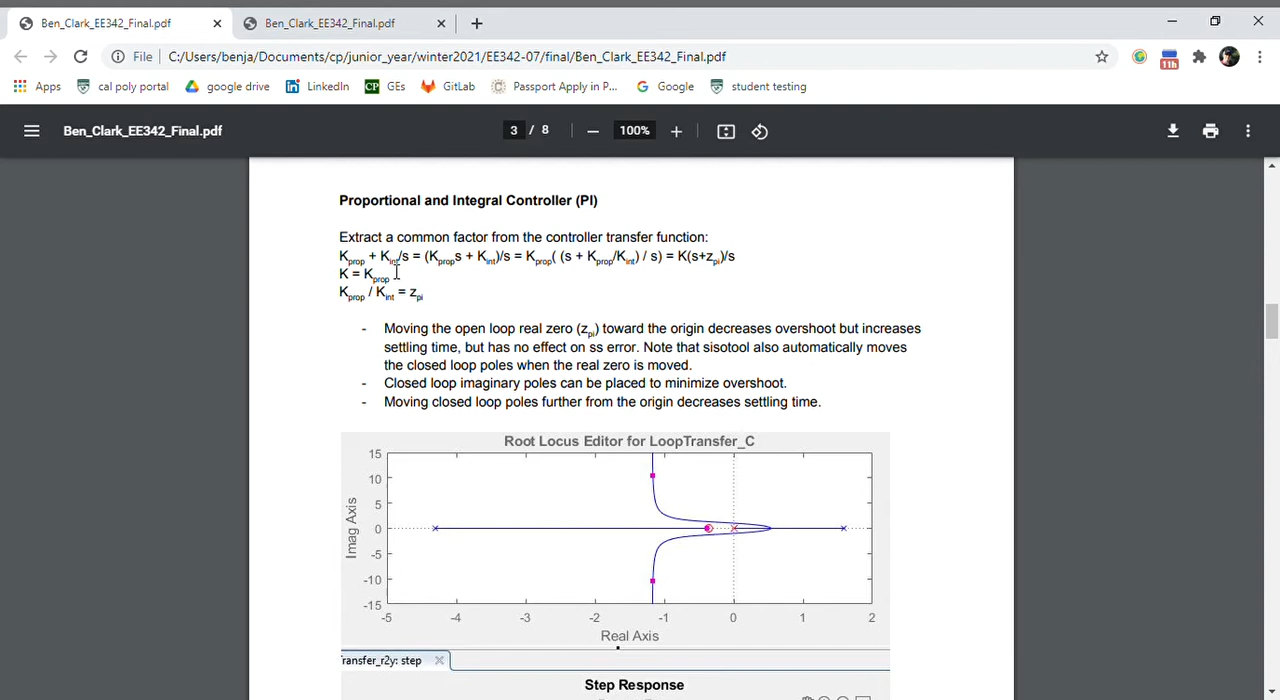 Ben_Clark_EE342_Final.pdf
Ben_Clark_EE342_Final.pdf
File
C:/Users/benja/Documents/cp/junior_year/winter2021/EE342-07/final/Ben_Clark_EE342_Final.pdf
11h
Apps
cal poly portal
google drive
LinkedIn
CP GEs
GitLab
Passport Apply in P...
Google
student testing
Ben_Clark_EE342_Final.pdf
3 / 8
100%
Proportional and Integral Controller (PI)
Extract a common factor from the controller transfer function:
Kprop + Kint/s = (Kprops + Kint)/s = Kprop( (s + Kprop/Kint) / s) = K(s+zpi)/s
K = Kprop
Kprop / Kint = zpi
- Moving the open loop real zero (zpi) toward the origin decreases overshoot but increases
settling time, but has no effect on ss error. Note that sisotool also automatically moves
the closed loop poles when the real zero is moved.
- Closed loop imaginary poles can be placed to minimize overshoot.
- Moving closed loop poles further from the origin decreases settling time.
Root Locus Editor for LoopTransfer_C
15
10
5
0
-5
-10
-15
Imag Axis
-5 -4 -3 -2 -1 0 1 2
Real Axis
ransfer_r2y: step
Step Response